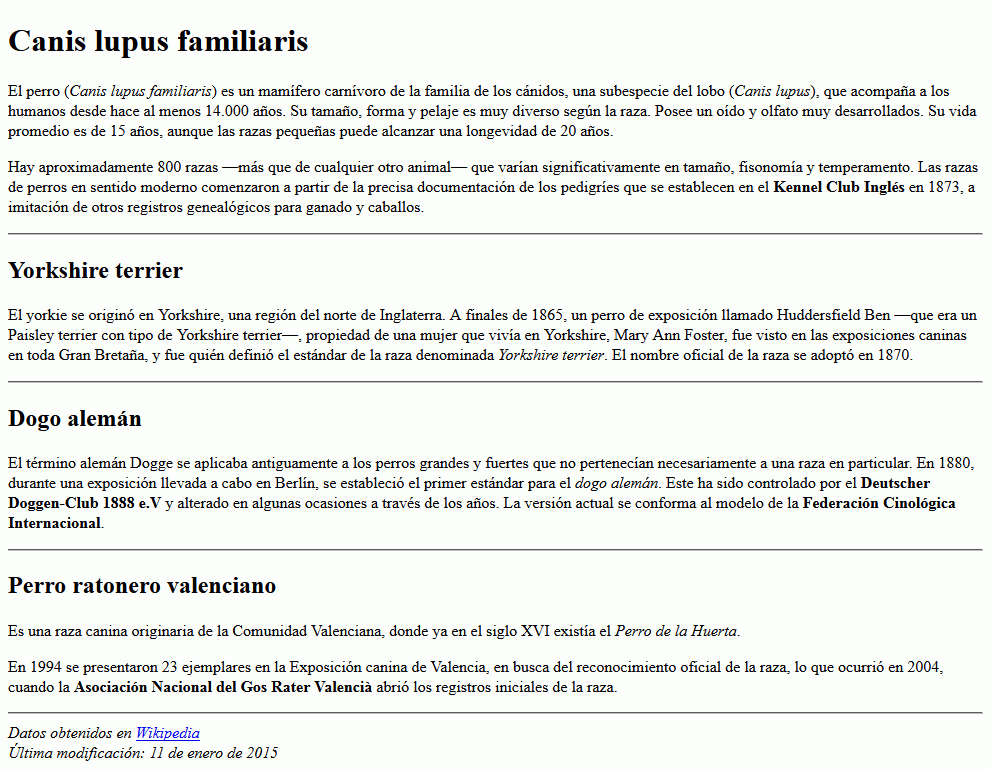 Canis lupus familiaris
El perro (Canis lupus familiaris) es un mamífero carnívoro de la familia de los cánidos, una subespecie del lobo (Canis lupus), que acompaña a los
humanos desde hace al menos 14.000 años. Su tamaño, forma y pelaje es muy diverso según la raza. Posee un oído y olfato muy desarrollados. Su vida
promedio es de 15 años, aunque las razas pequeñas puede alcanzar una longevidad de 20 años.
Hay aproximadamente 800 razas —más que de cualquier otro animal— que varían significativamente en tamaño, fisonomía y temperamento. Las razas
de perros en sentido moderno comenzaron a partir de la precisa documentación de los pedigríes que se establecen en el Kennel Club Inglés en 1873, a
imitación de otros registros genealógicos para ganado y caballos.
Yorkshire terrier
El yorkie se originó en Yorkshire, una región del norte de Inglaterra. A finales de 1865, un perro de exposición llamado Huddersfield Ben —que era un
Paisley terrier con tipo de Yorkshire terrier—, propiedad de una mujer que vivía en Yorkshire, Mary Ann Foster, fue visto en las exposiciones caninas
en toda Gran Bretaña, y fue quién definió el estándar de la raza denominada Yorkshire terrier. El nombre oficial de la raza se adoptó en 1870.
Dogo alemán
El término alemán Dogge se aplicaba antiguamente a los perros grandes y fuertes que no pertenecían necesariamente a una raza en particular. En 1880,
durante una exposición llevada a cabo en Berlín, se estableció el primer estándar para el dogo alemán. Este ha sido controlado por el Deutscher
Doggen-Club 1888 e.V y alterado en algunas ocasiones a través de los años. La versión actual se conforma al modelo de la Federación Cinológica
Internacional.
Perro ratonero valenciano
Es una raza canina originaria de la Comunidad Valenciana, donde ya en el siglo XVI existía el Perro de la Huerta.
En 1994 se presentaron 23 ejemplares en la Exposición canina de Valencia, en busca del reconocimiento oficial de la raza, lo que ocurrió en 2004,
cuando la Asociación Nacional del Gos Rater Valencià abrió los registros iniciales de la raza.
Datos obtenidos en Wikipedia
Última modificación: 11 de enero de 2015